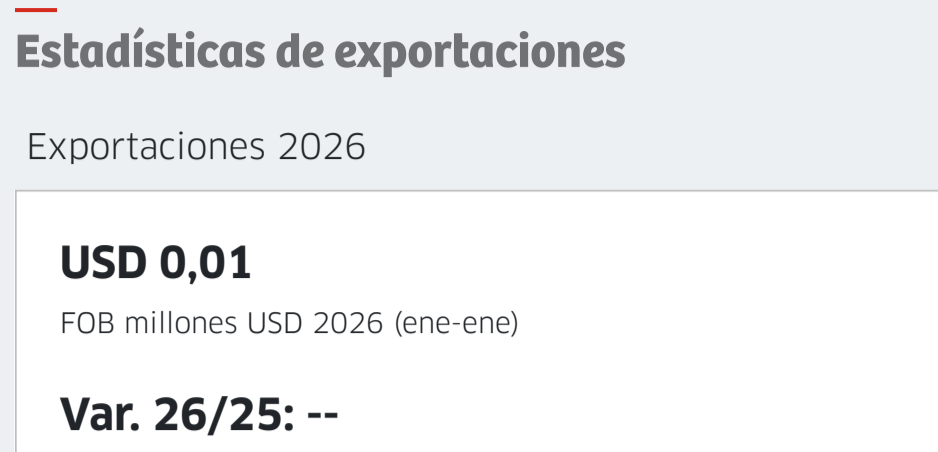 Estadísticas de exportaciones
Exportaciones 2026
USD 0,01
FOB millones USD 2026 (ene-ene)
Var. 26/25: --